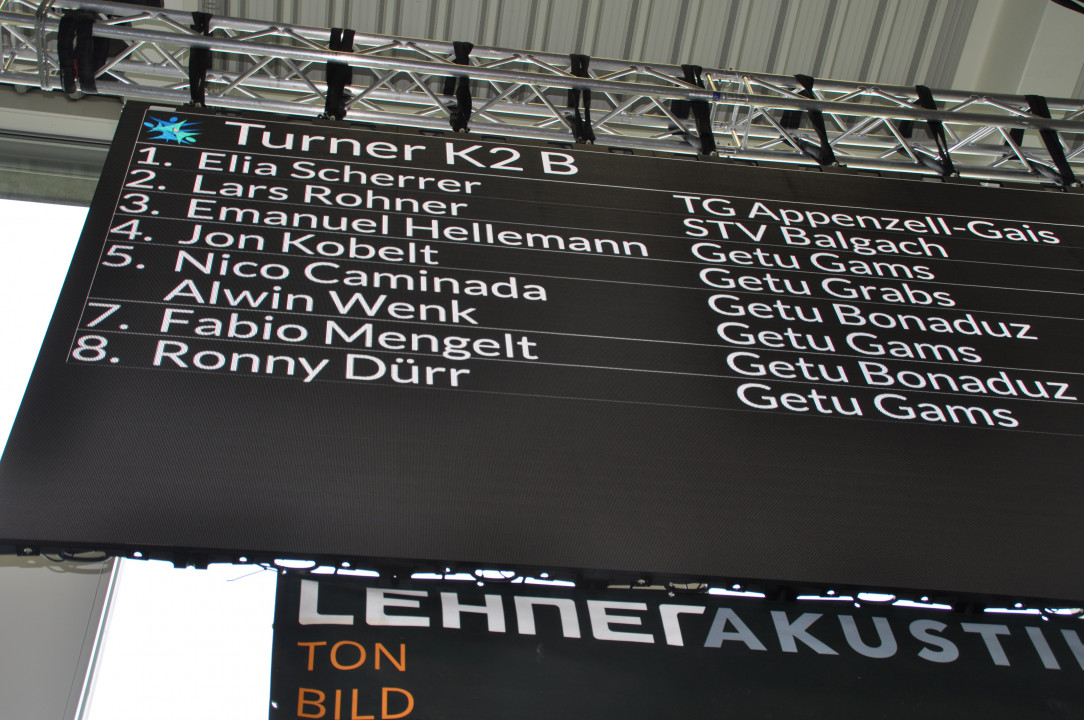 Turner K2 B
1. Elia Scherrer TG Appenzell-Gais
2. Lars Rohner STV Balgach
3. Emanuel Hellemann Getu Gams
4. Jon Kobelt Getu Grabs
5. Nico Caminada Getu Bonaduz
Alwin Wenk Getu Gams
7. Fabio Mengelt Getu Bonaduz
8. Ronny Dürr Getu Gams
LEHNER AKUSTIK
TON
BILD